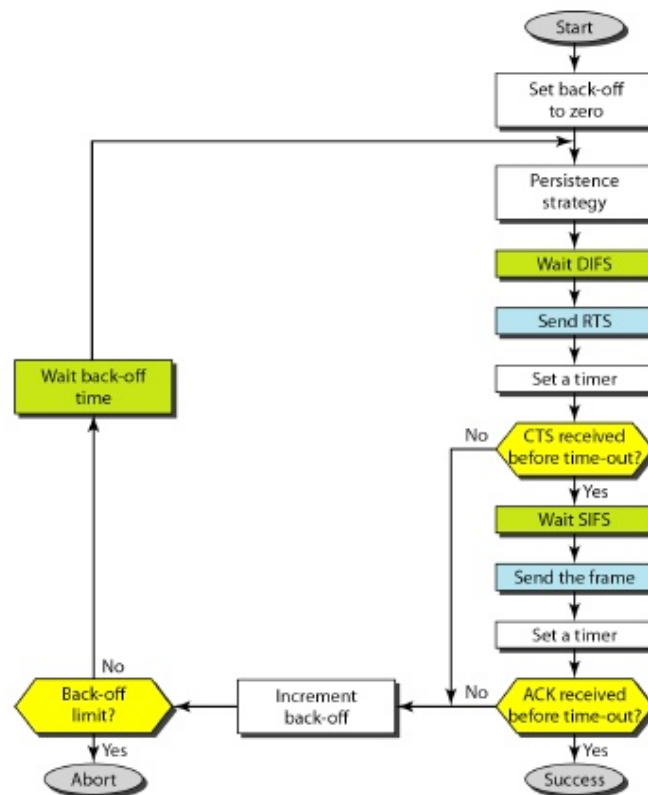 Start
Set back-off
to zero
Persistence
strategy
Wait DIFS
Send RTS
Wait back-off
time
Set a timer
No
CTS received
before time-out?
Yes
Wait SIFS
Send the frame
Set a timer
No
Back-off
limit?
Increment
back-off
No
ACK received
before time-out?
Yes
Yes
Abort
Success